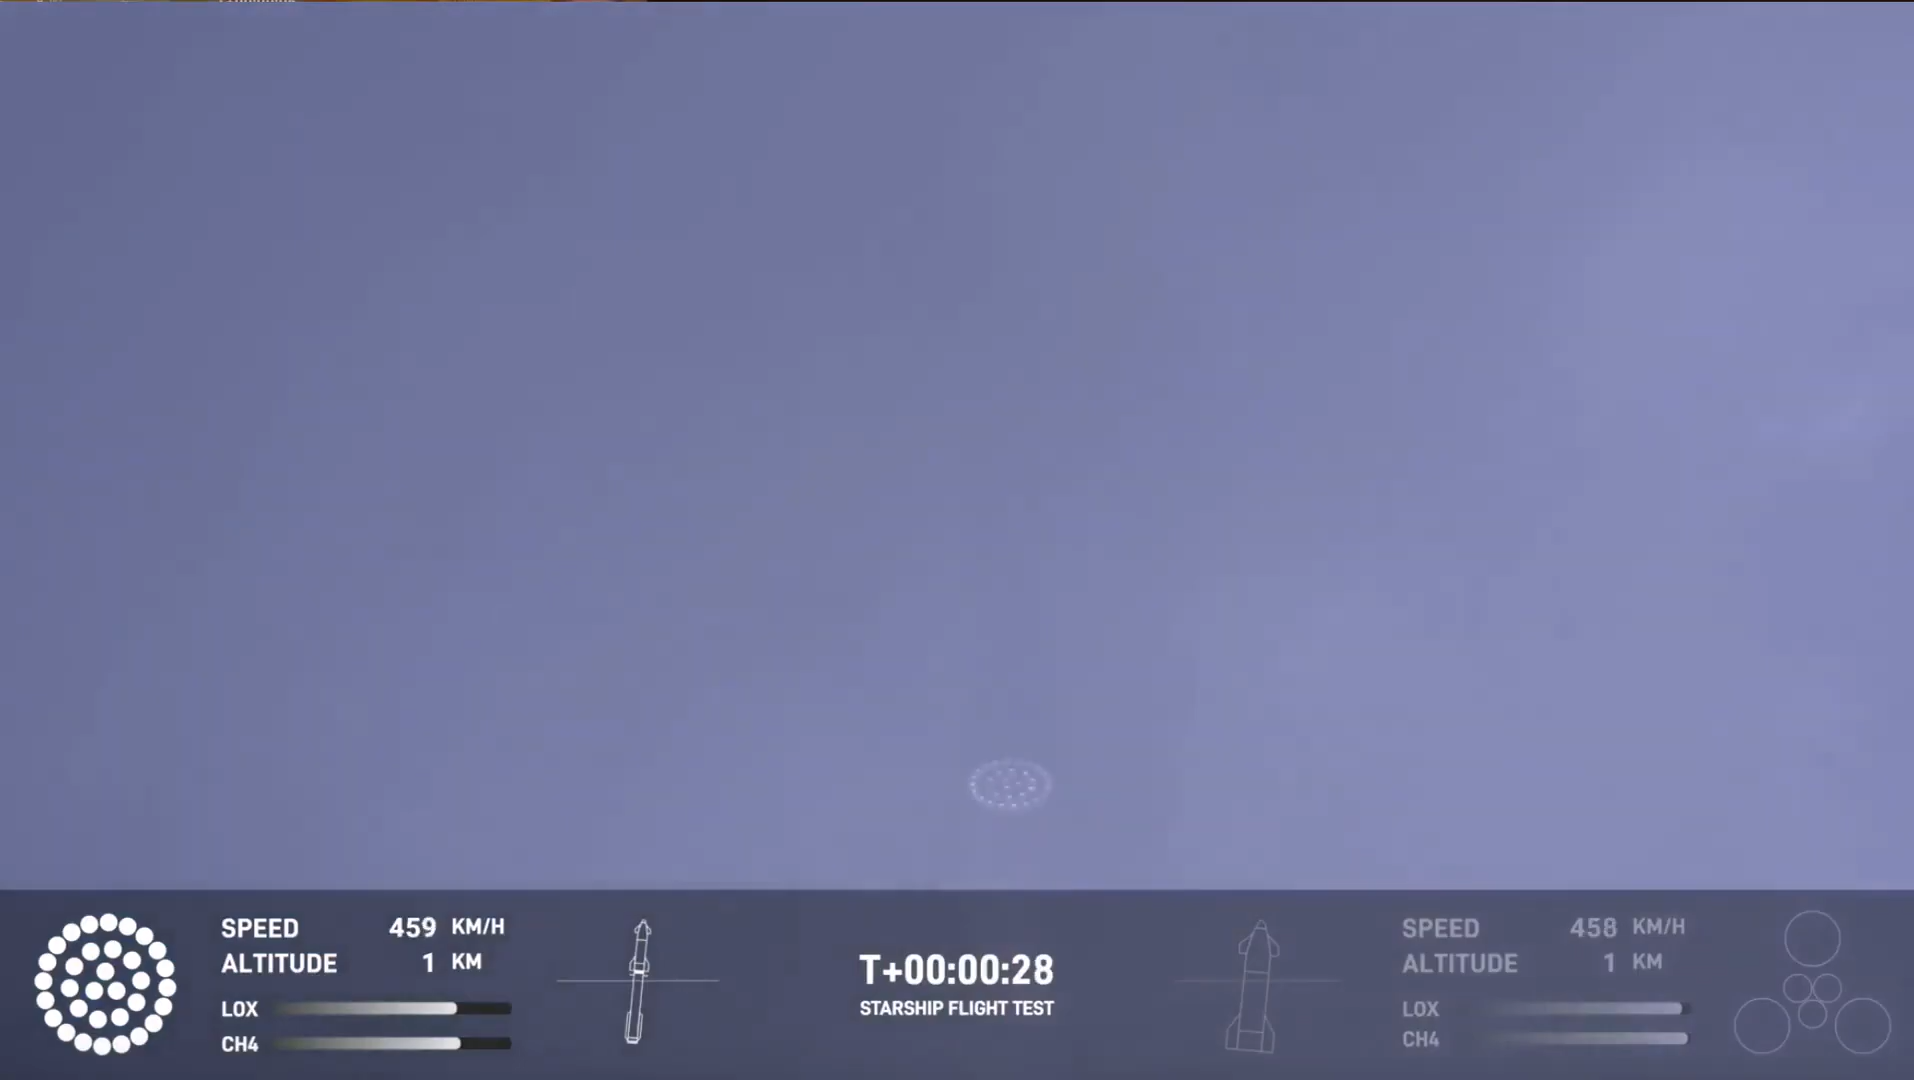 SPEED 459 KM/H
ALTITUDE 1 KM
LOX
CH4
T+00:00:28
STARSHIP FLIGHT TEST
SPEED 458 KM/H
ALTITUDE 1 KM
LOX
CH4